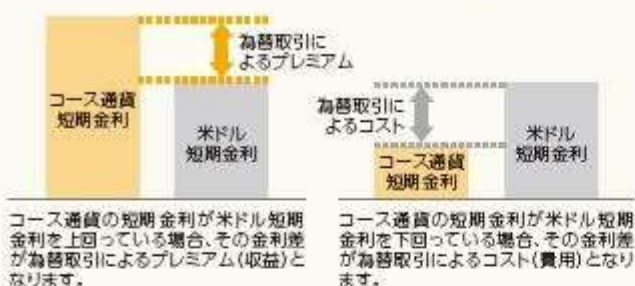 為替取引に
よるプレミアム
コース通貨
短期金利
米ドル
短期金利
為替取引に
よるコスト
コース通貨
短期金利
米ドル
短期金利
コース通貨の短期金利が米ドル短期
金利を上回っている場合、その金利差
が為替取引によるプレミアム(収益)と
なります。
コース通貨の短期金利が米ドル短期
金利を下回っている場合、その金利差
が為替取引によるコスト(費用)となり
ます。